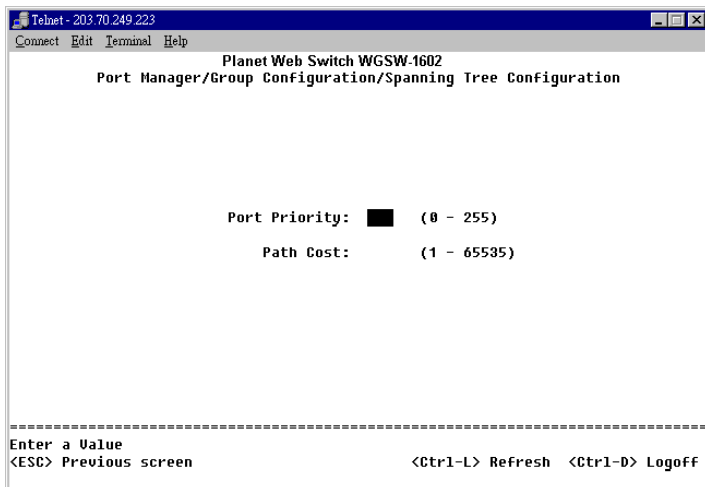 Telnet - 203.70.249.223
Connect Edit Terminal Help
Planet Web Switch WGSW-1602
Port Manager/Group Configuration/Spanning Tree Configuration
Port Priority: (0 - 255)
Path Cost: (1 - 65535)
================================================================================
Enter a Value
<ESC> Previous screen <Ctrl-L> Refresh <Ctrl-D> Logoff